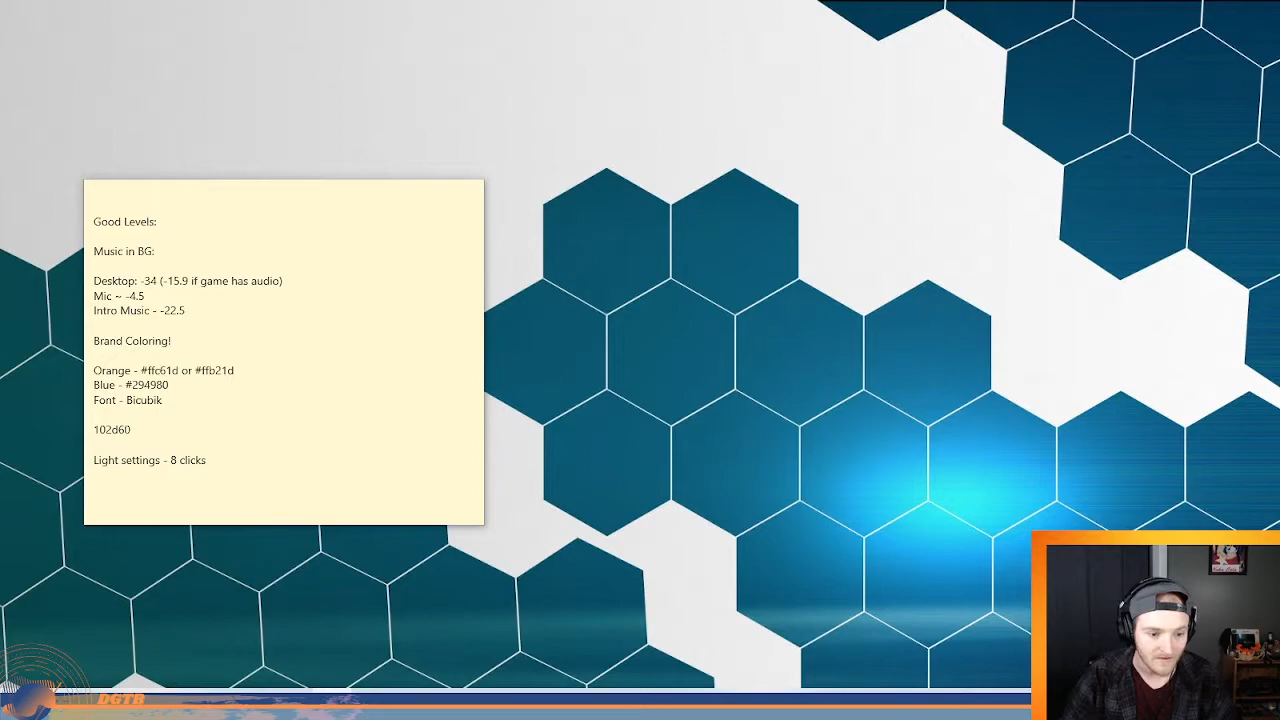 Good Levels:
Music in BG:
Desktop: -34 (-15.9 if game has audio)
Mic ~ -4.5
Intro Music - -22.5
Brand Coloring!
Orange - #ffc61d or #ffb21d
Blue - #294980
Font - Bicubik
102d60
Light settings - 8 clicks
DGTB